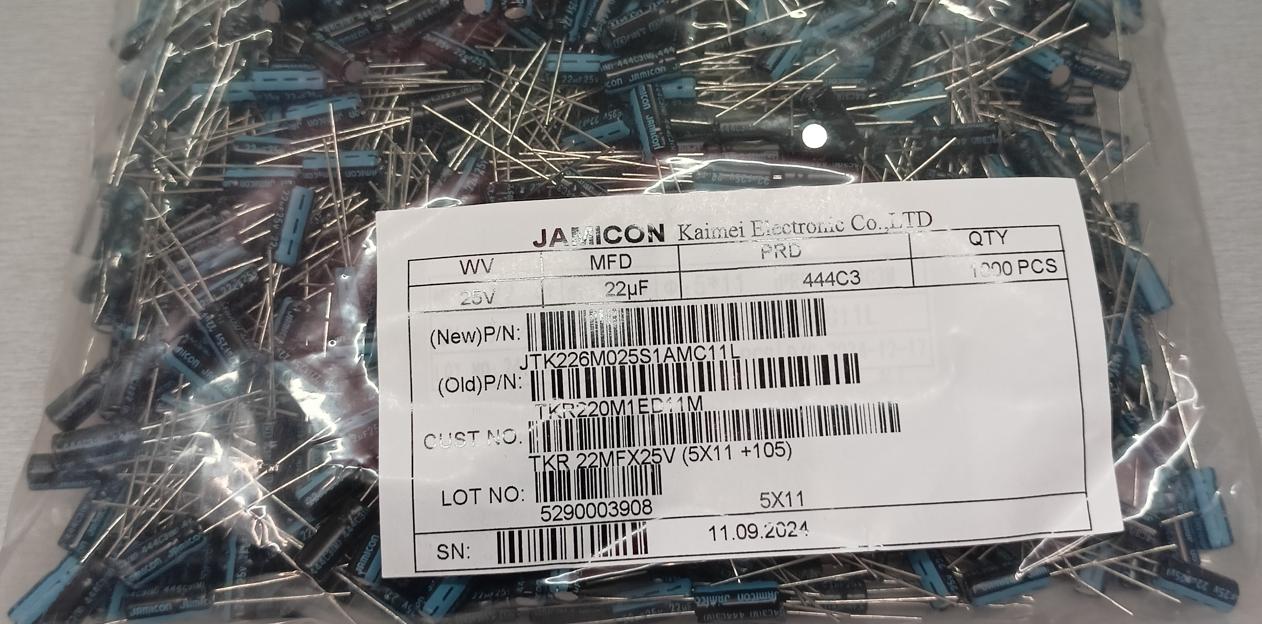 JAMICON Kaimei Electronic Co.,LTD
WV MFD PRD QTY
25V 22µF 444C3 1000 PCS
(New)P/N:
JTK226M025S1AMC11L
(Old)P/N:
TKR220M1ED11M
CUST NO.
TKR 22MFX25V (5X11 +105)
LOT NO:
5290003908 5X11
SN: 11.09.2024